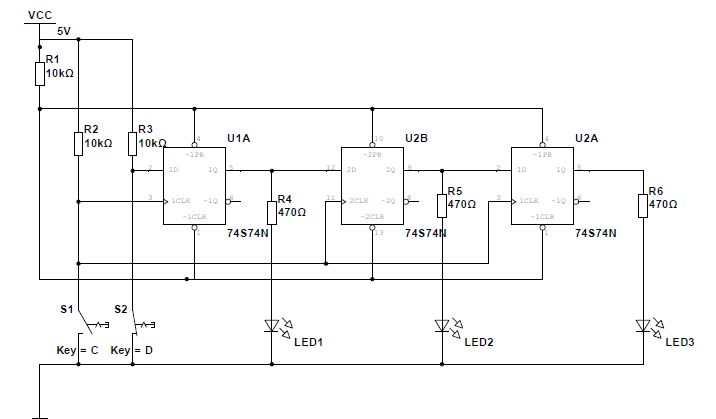 VCC
5V
R1
10kΩ
R2
10kΩ
R3
10kΩ
U1A
U2B
U2A
4
~1PR
2
1D
1Q
5
3
1CLK
~1Q
6
~1CLR
1
74S74N
10
~2PR
12
2D
2Q
9
11
2CLK
~2Q
8
~2CLR
13
74S74N
4
~1PR
2
1D
1Q
5
3
1CLK
~1Q
6
~1CLR
1
74S74N
R4
470Ω
R5
470Ω
R6
470Ω
S1
S2
Key = C
Key = D
LED1
LED2
LED3